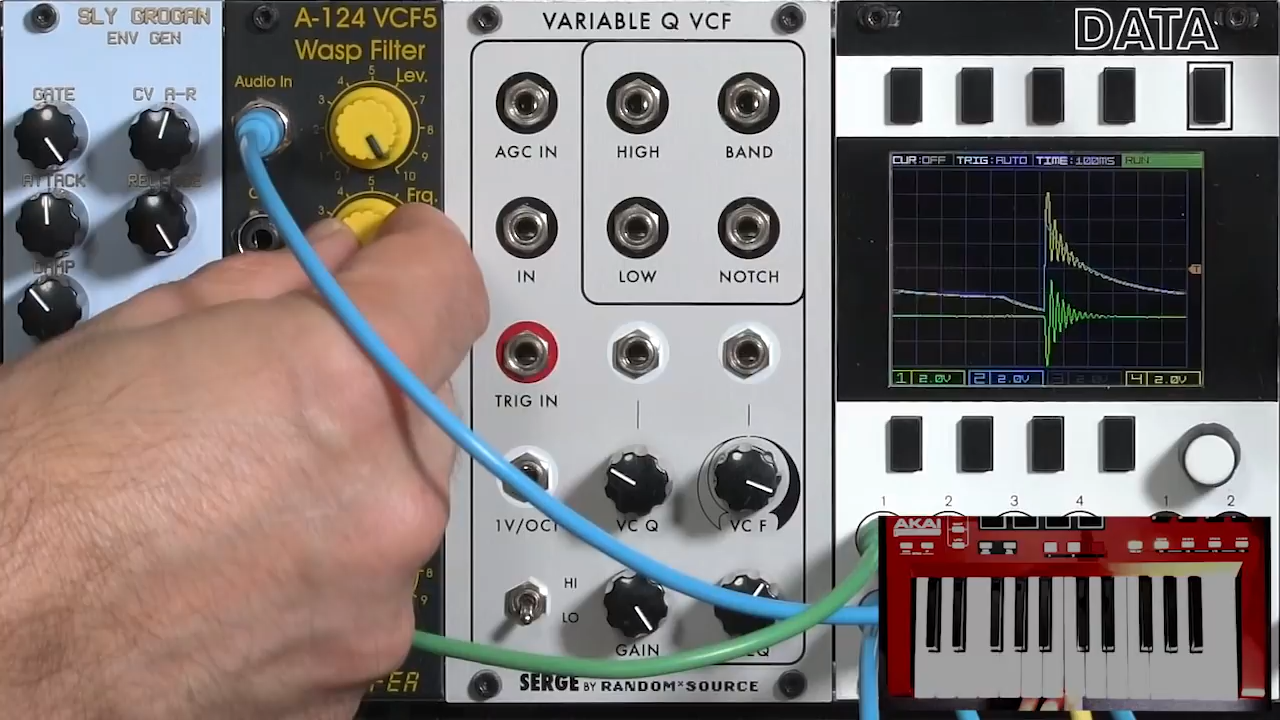 SLY GROGAN
ENV GEN
GATE
CV A-R
ATTACK
A-124 VCF5
Wasp Filter
Audio In
Lev.
Frq.
VARIABLE Q VCF
AGC IN
HIGH
BAND
IN
LOW
NOTCH
TRIG IN
1V/OCT
VC Q
VC F
HI
LO
GAIN
SERGE BY RANDOM*SOURCE
DATA
CUR:OFF TRIG:AUTO TIME:100mS RUN
1 2.0V 2 2.0V 3 2.0V 4 2.0V
1 2 3 4 1 2
AKAI